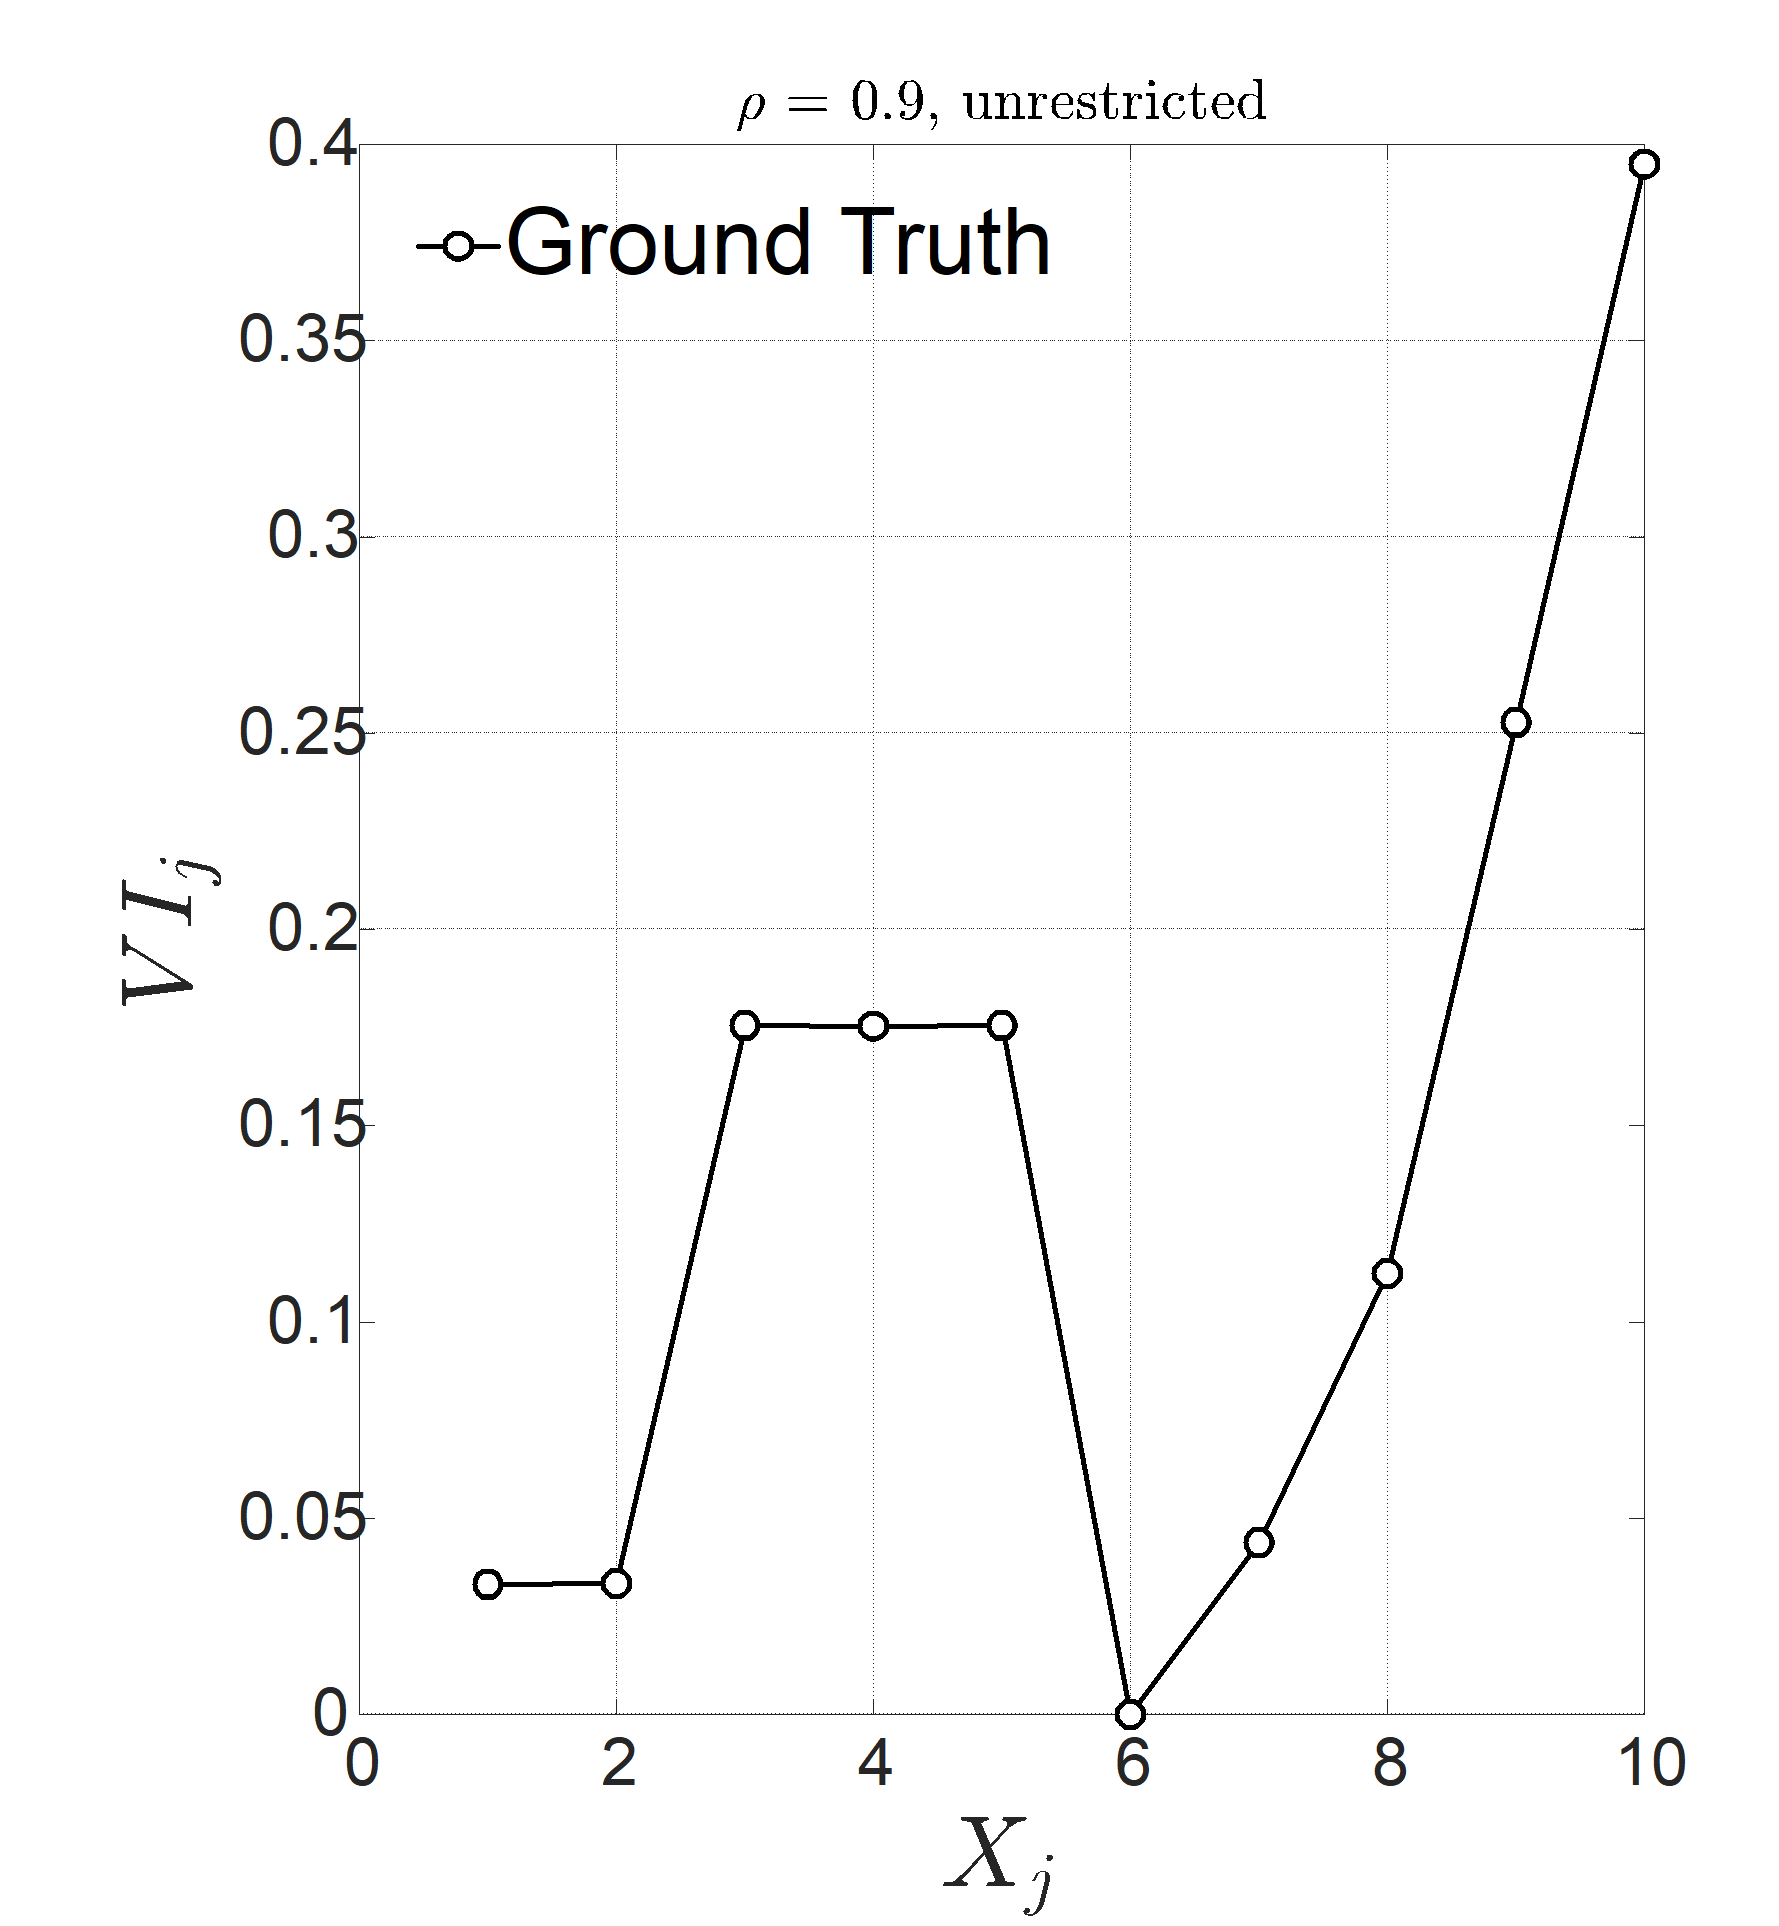 ρ = 0.9, unrestricted
Ground Truth
0.4
0.35
0.3
0.25
0.2
0.15
0.1
0.05
0
VI_j
0 2 4 6 8 10
X_j